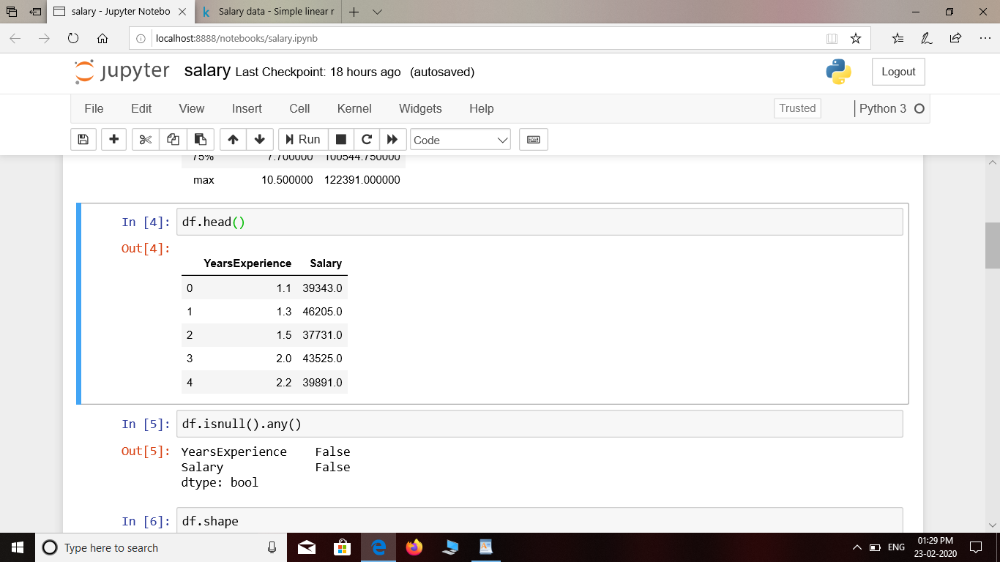 salary - Jupyter Notebo
Salary data - Simple linear r
localhost:8888/notebooks/salary.ipynb
jupyter salary Last Checkpoint: 18 hours ago (autosaved)
Logout
File Edit View Insert Cell Kernel Widgets Help
Trusted
Python 3
Run
Code
75% 7.700000 100544.750000
max 10.500000 122391.000000
In [4]: df.head()
Out[4]:
YearsExperience Salary
0 1.1 39343.0
1 1.3 46205.0
2 1.5 37731.0
3 2.0 43525.0
4 2.2 39891.0
In [5]: df.isnull().any()
Out[5]: YearsExperience False
Salary False
dtype: bool
In [6]: df.shape
Type here to search
ENG
01:29 PM
23-02-2020